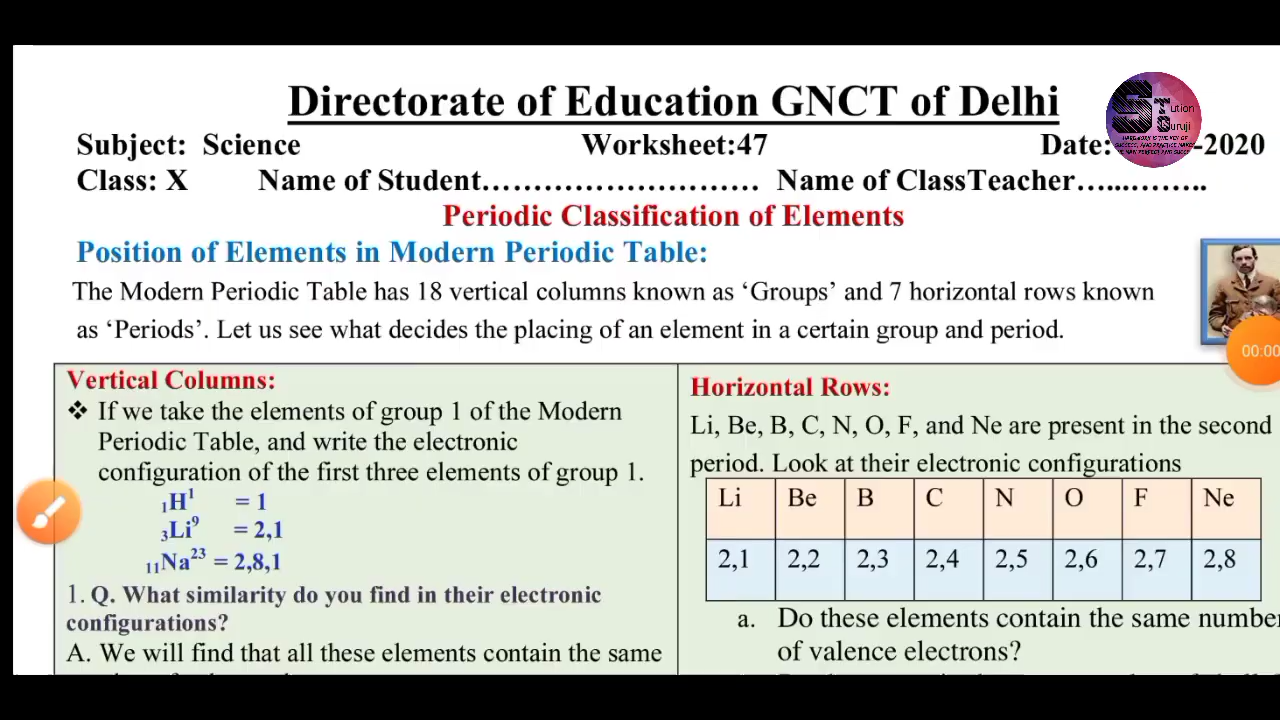 Directorate of Education GNCT of Delhi
S Tution Guruji
Subject: Science Worksheet:47 Date: -2020
Class: X Name of Student……………………… Name of ClassTeacher…...……..
Periodic Classification of Elements
Position of Elements in Modern Periodic Table:
The Modern Periodic Table has 18 vertical columns known as ‘Groups’ and 7 horizontal rows known
as ‘Periods’. Let us see what decides the placing of an element in a certain group and period.
00:00
Vertical Columns:
❖ If we take the elements of group 1 of the Modern
Periodic Table, and write the electronic
configuration of the first three elements of group 1.
₁H¹ = 1
₃Li⁹ = 2,1
₁₁Na²³ = 2,8,1
1. Q. What similarity do you find in their electronic
configurations?
A. We will find that all these elements contain the same
Horizontal Rows:
Li, Be, B, C, N, O, F, and Ne are present in the second
period. Look at their electronic configurations
Li Be B C N O F Ne
2,1 2,2 2,3 2,4 2,5 2,6 2,7 2,8
a. Do these elements contain the same number
of valence electrons?